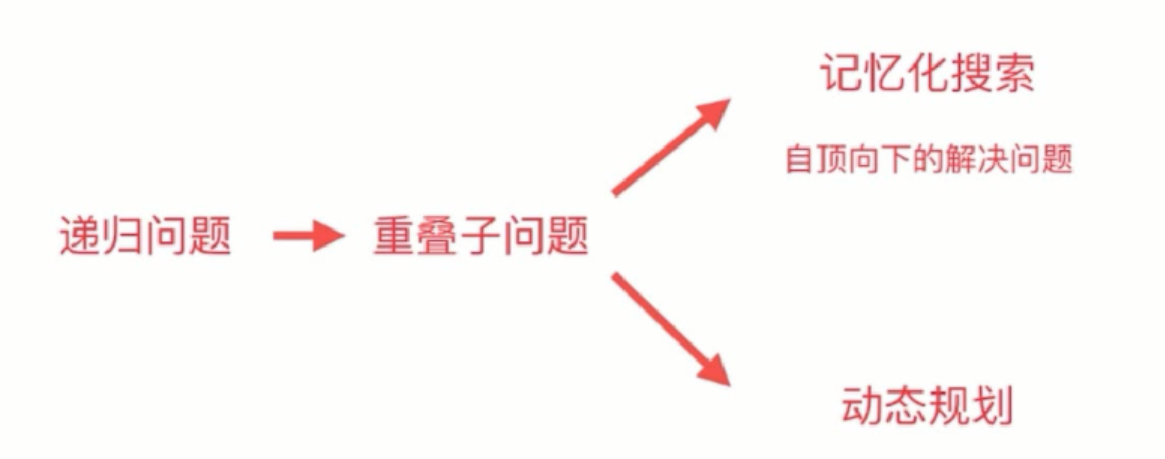 记忆化搜索
自顶向下的解决问题
递归问题
重叠子问题
动态规划